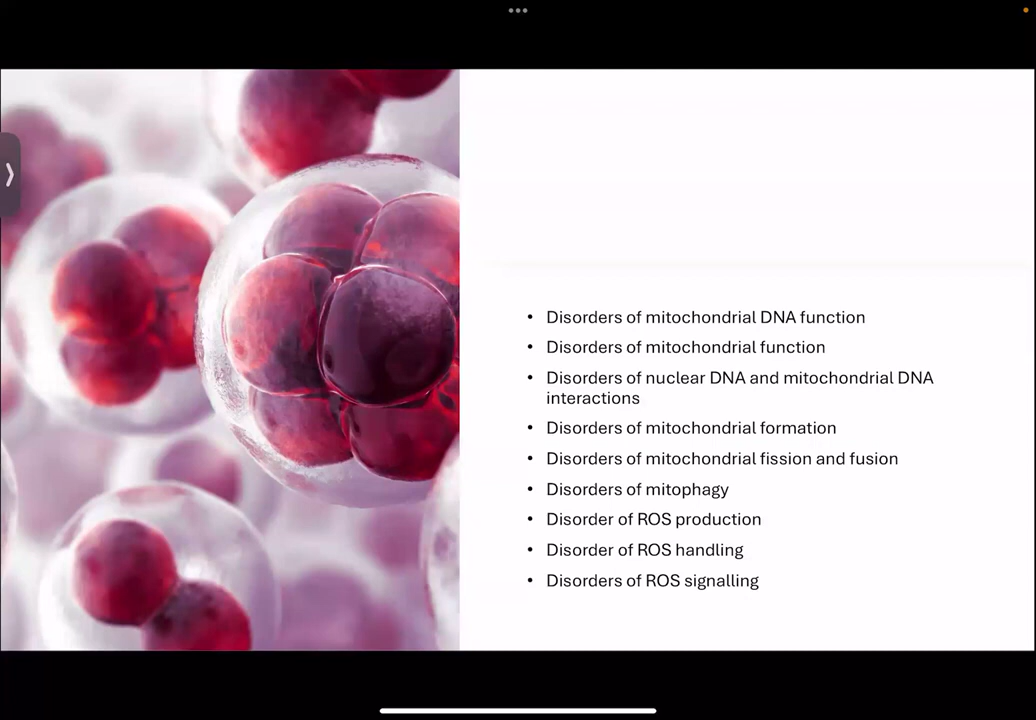 • Disorders of mitochondrial DNA function
• Disorders of mitochondrial function
• Disorders of nuclear DNA and mitochondrial DNA
interactions
• Disorders of mitochondrial formation
• Disorders of mitochondrial fission and fusion
• Disorders of mitophagy
• Disorder of ROS production
• Disorder of ROS handling
• Disorders of ROS signalling